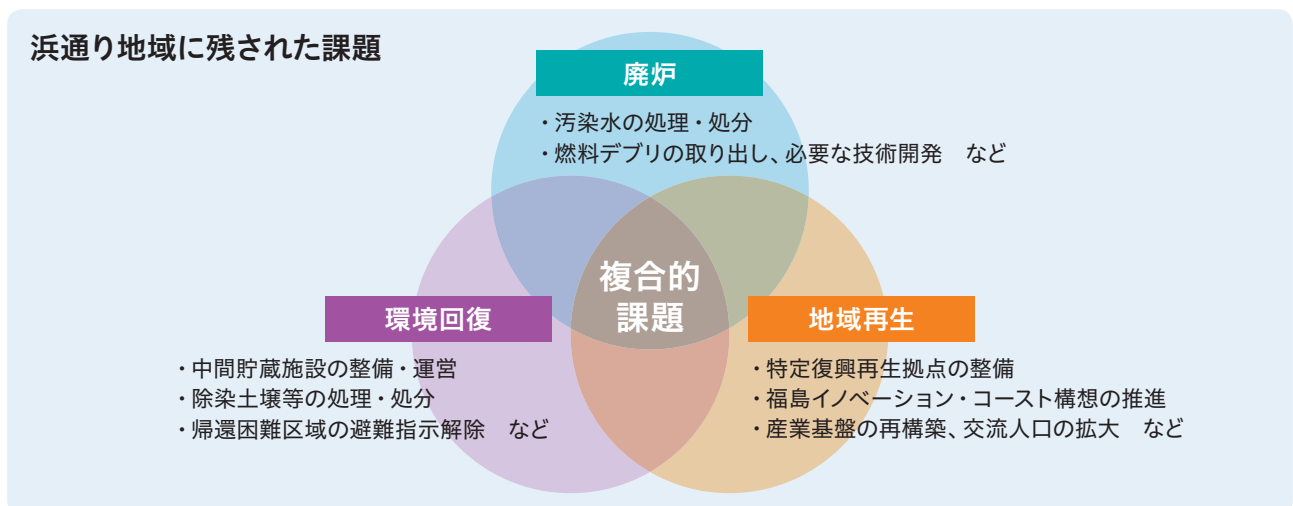 浜通り地域に残された課題
廃炉
・汚染水の処理・処分
・燃料デブリの取り出し、必要な技術開発　など
複合的
課題
環境回復
・中間貯蔵施設の整備・運営
・除染土壌等の処理・処分
・帰還困難区域の避難指示解除　など
地域再生
・特定復興再生拠点の整備
・福島イノベーション・コースト構想の推進
・産業基盤の再構築、交流人口の拡大　など